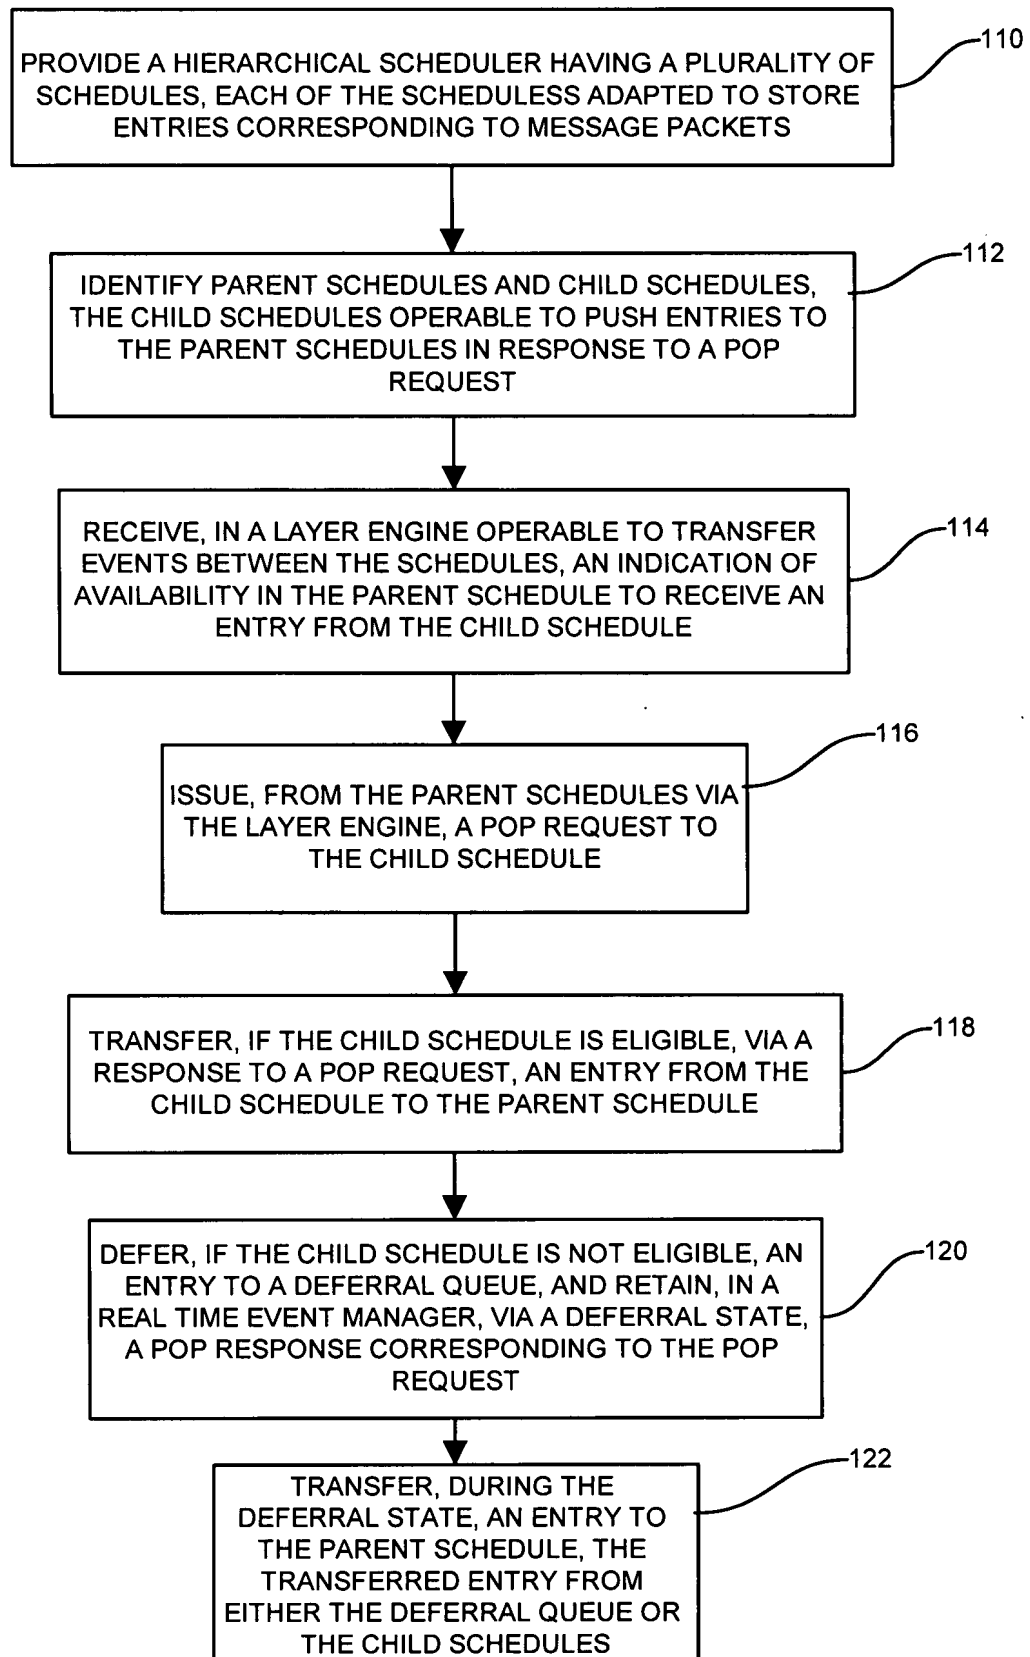 PROVIDE A HIERARCHICAL SCHEDULER HAVING A PLURALITY OF
SCHEDULES, EACH OF THE SCHEDULESS ADAPTED TO STORE
ENTRIES CORRESPONDING TO MESSAGE PACKETS
110
IDENTIFY PARENT SCHEDULES AND CHILD SCHEDULES,
THE CHILD SCHEDULES OPERABLE TO PUSH ENTRIES TO
THE PARENT SCHEDULES IN RESPONSE TO A POP
REQUEST
112
RECEIVE, IN A LAYER ENGINE OPERABLE TO TRANSFER
EVENTS BETWEEN THE SCHEDULES, AN INDICATION OF
AVAILABILITY IN THE PARENT SCHEDULE TO RECEIVE AN
ENTRY FROM THE CHILD SCHEDULE
114
ISSUE, FROM THE PARENT SCHEDULES VIA
THE LAYER ENGINE, A POP REQUEST TO
THE CHILD SCHEDULE
116
TRANSFER, IF THE CHILD SCHEDULE IS ELIGIBLE, VIA A
RESPONSE TO A POP REQUEST, AN ENTRY FROM THE
CHILD SCHEDULE TO THE PARENT SCHEDULE
118
DEFER, IF THE CHILD SCHEDULE IS NOT ELIGIBLE, AN
ENTRY TO A DEFERRAL QUEUE, AND RETAIN, IN A
REAL TIME EVENT MANAGER, VIA A DEFERRAL STATE,
A POP RESPONSE CORRESPONDING TO THE POP
REQUEST
120
TRANSFER, DURING THE
DEFERRAL STATE, AN ENTRY TO
THE PARENT SCHEDULE, THE
TRANSFERRED ENTRY FROM
EITHER THE DEFERRAL QUEUE OR
THE CHILD SCHEDULES
122